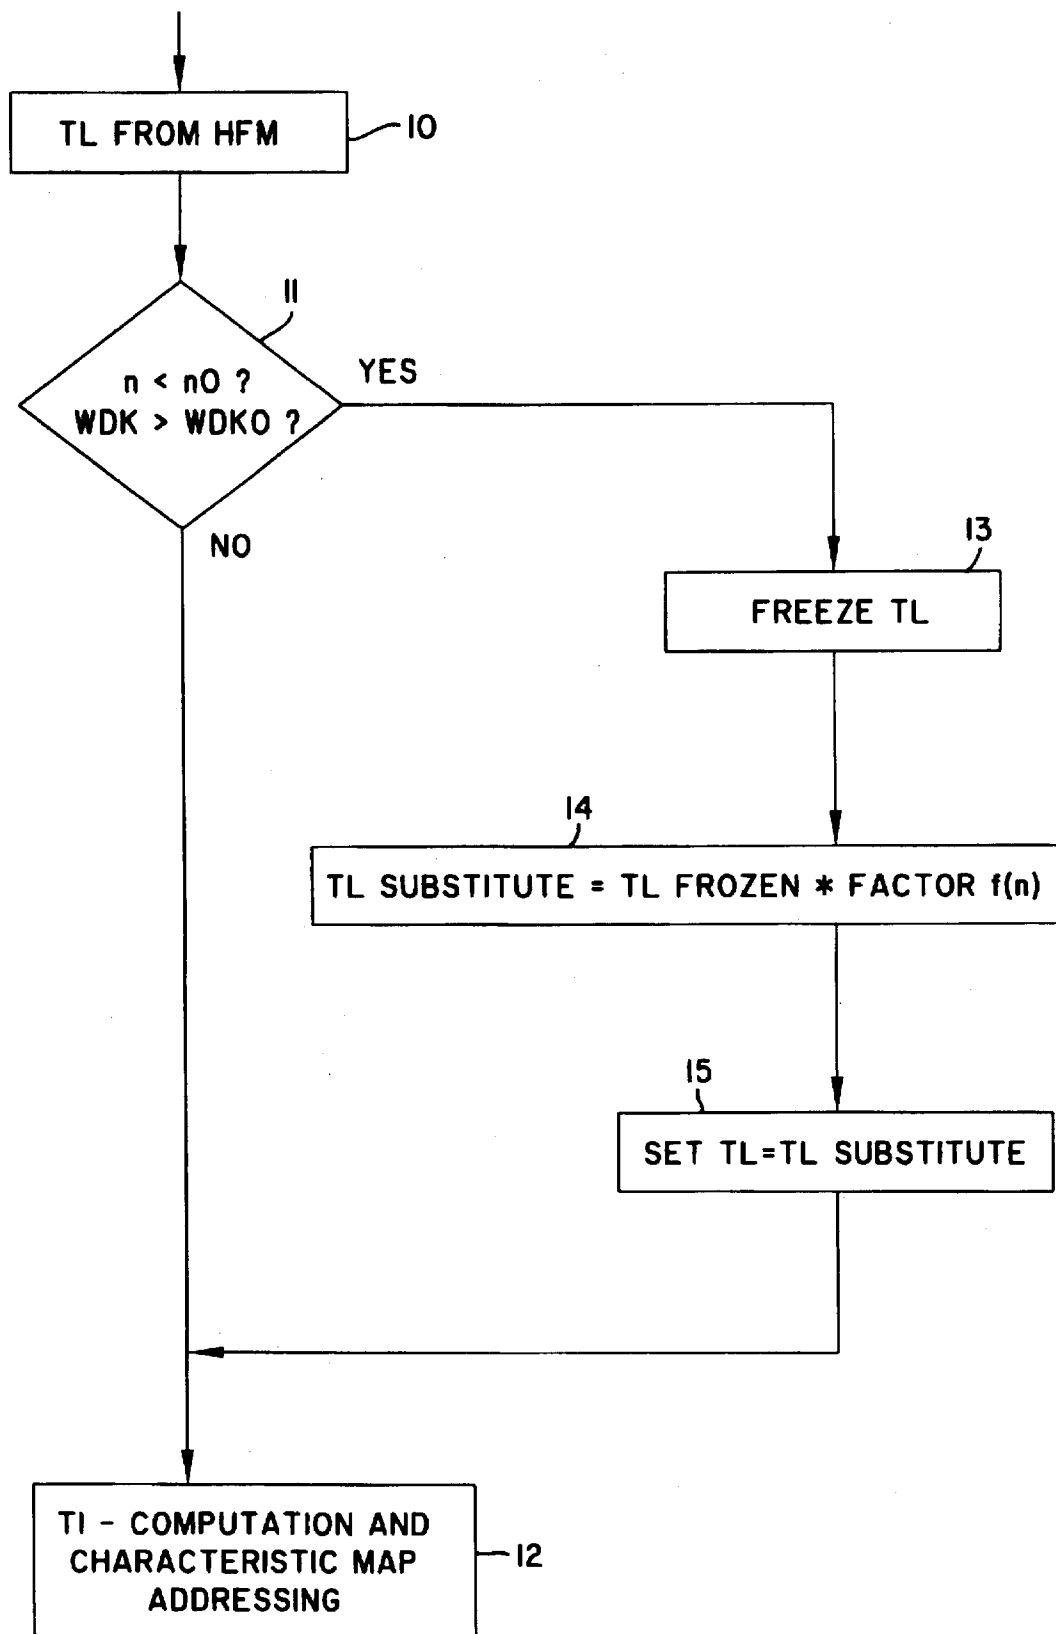 TL FROM HFM
10
11
n < n0 ?
WDK > WDK0 ?
YES
NO
13
FREEZE TL
14
TL SUBSTITUTE = TL FROZEN * FACTOR f(n)
15
SET TL=TL SUBSTITUTE
TI - COMPUTATION AND
CHARACTERISTIC MAP
ADDRESSING
12